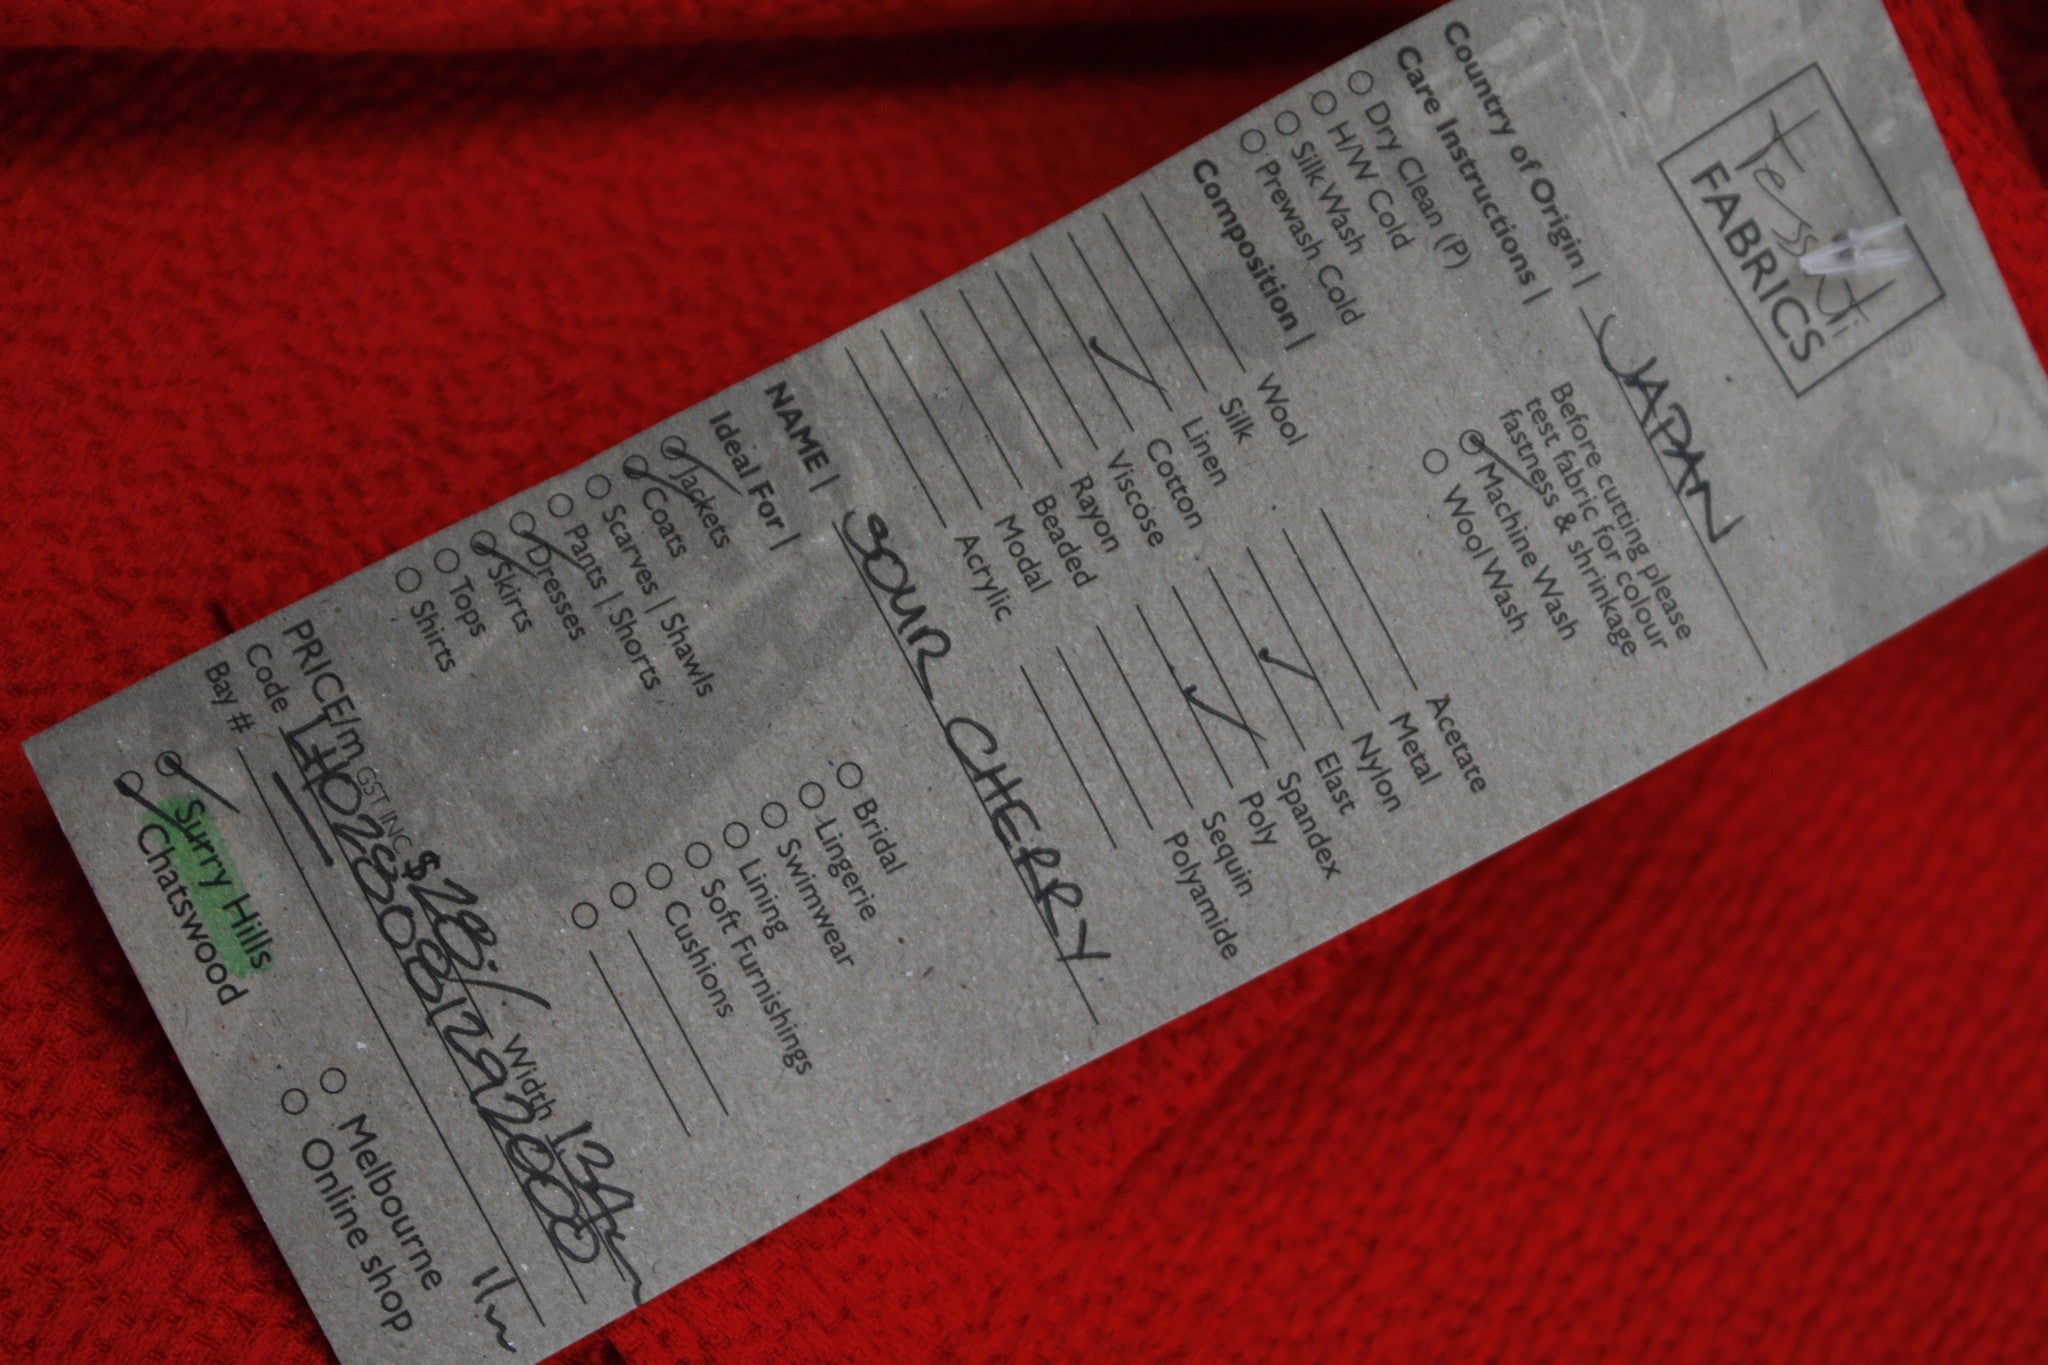 Tessuti
FABRICS
Country of Origin | JAPAN
Care Instructions |
Before cutting please
test fabric for colour
fastness & shrinkage
Dry Clean (P)
Machine Wash
H/W Cold
Wool Wash
Silk Wash
Prewash Cold
Composition |
Wool Acetate
Silk Metal
Linen Nylon
✓ Cotton ✓ Elast
Viscose Spandex
Rayon ✓ Poly
Beaded Sequin
Modal Polyamide
Acrylic
NAME | SOUR CHERRY
Ideal For |
Jackets Bridal
Coats Lingerie
Scarves | Shawls Swimwear
Pants | Shorts Lining
Dresses Soft Furnishings
Skirts Cushions
Tops
Shirts
PRICE/m GST INC $28.- Width
Code
Bay #
Surry Hills Melbourne
Chatswood Online shop